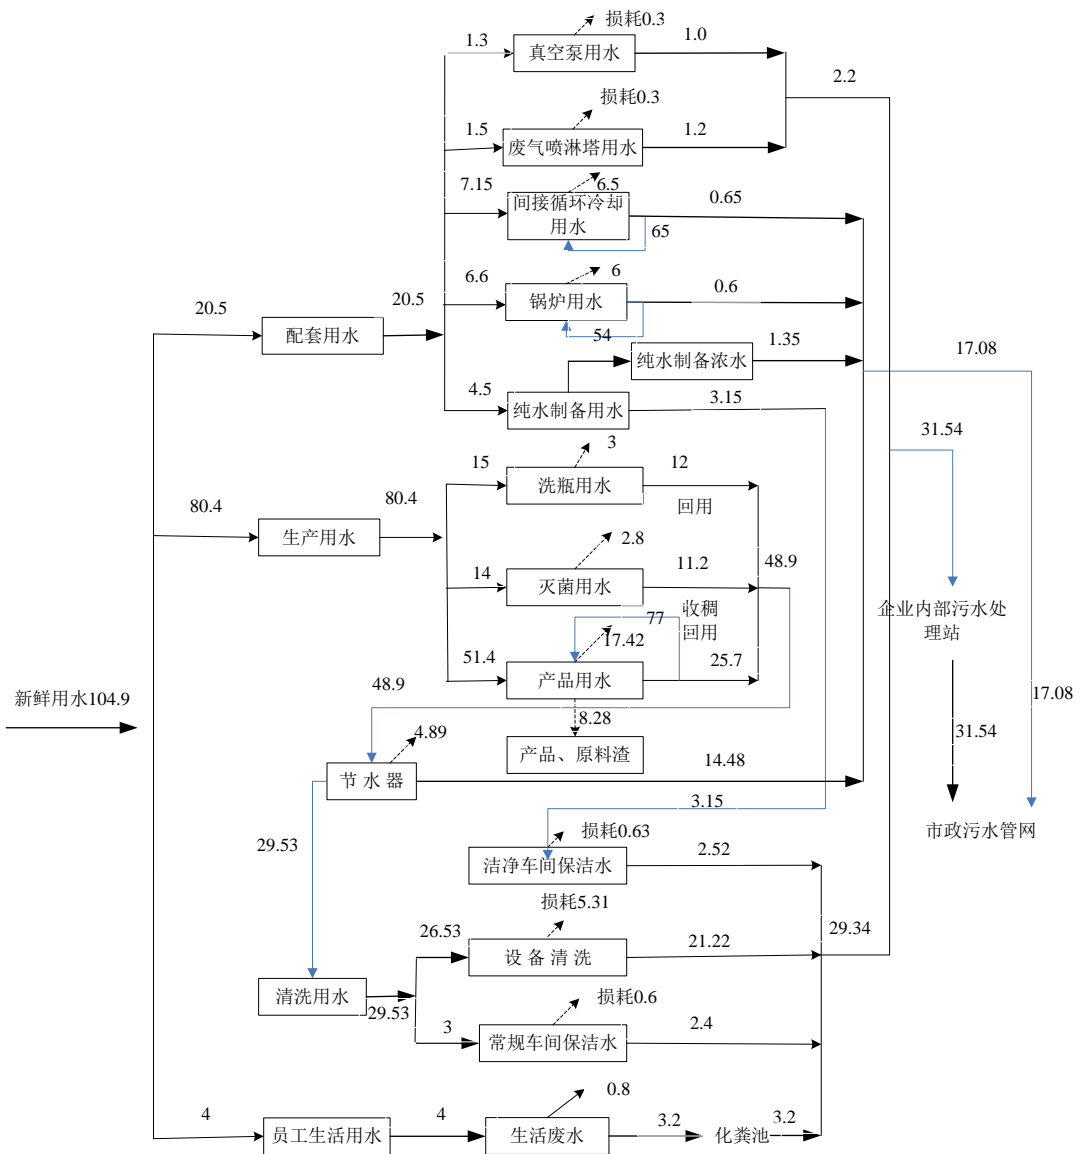 损耗0.3
1.3
真空泵用水
1.0
2.2
损耗0.3
1.5
废气喷淋塔用水
1.2
7.15
6.5
间接循环冷却
用水
0.65
65
6.6
6
锅炉用水
0.6
54
20.5
配套用水
20.5
纯水制备浓水
1.35
17.08
4.5
纯水制备用水
3.15
31.54
3
15
洗瓶用水
12
回用
80.4
生产用水
80.4
2.8
14
灭菌用水
11.2
48.9
收稠
回用
77
17.42
51.4
产品用水
25.7
企业内部污水处
理站
新鲜用水104.9
48.9
8.28
17.08
4.89
产品、原料渣
31.54
节 水 器
14.48
3.15
市政污水管网
29.53
损耗0.63
洁净车间保洁水
2.52
损耗5.31
26.53
设 备 清 洗
21.22
29.34
清洗用水
29.53
损耗0.6
3
常规车间保洁水
2.4
0.8
4
员工生活用水
4
生活废水
3.2
化粪池
3.2